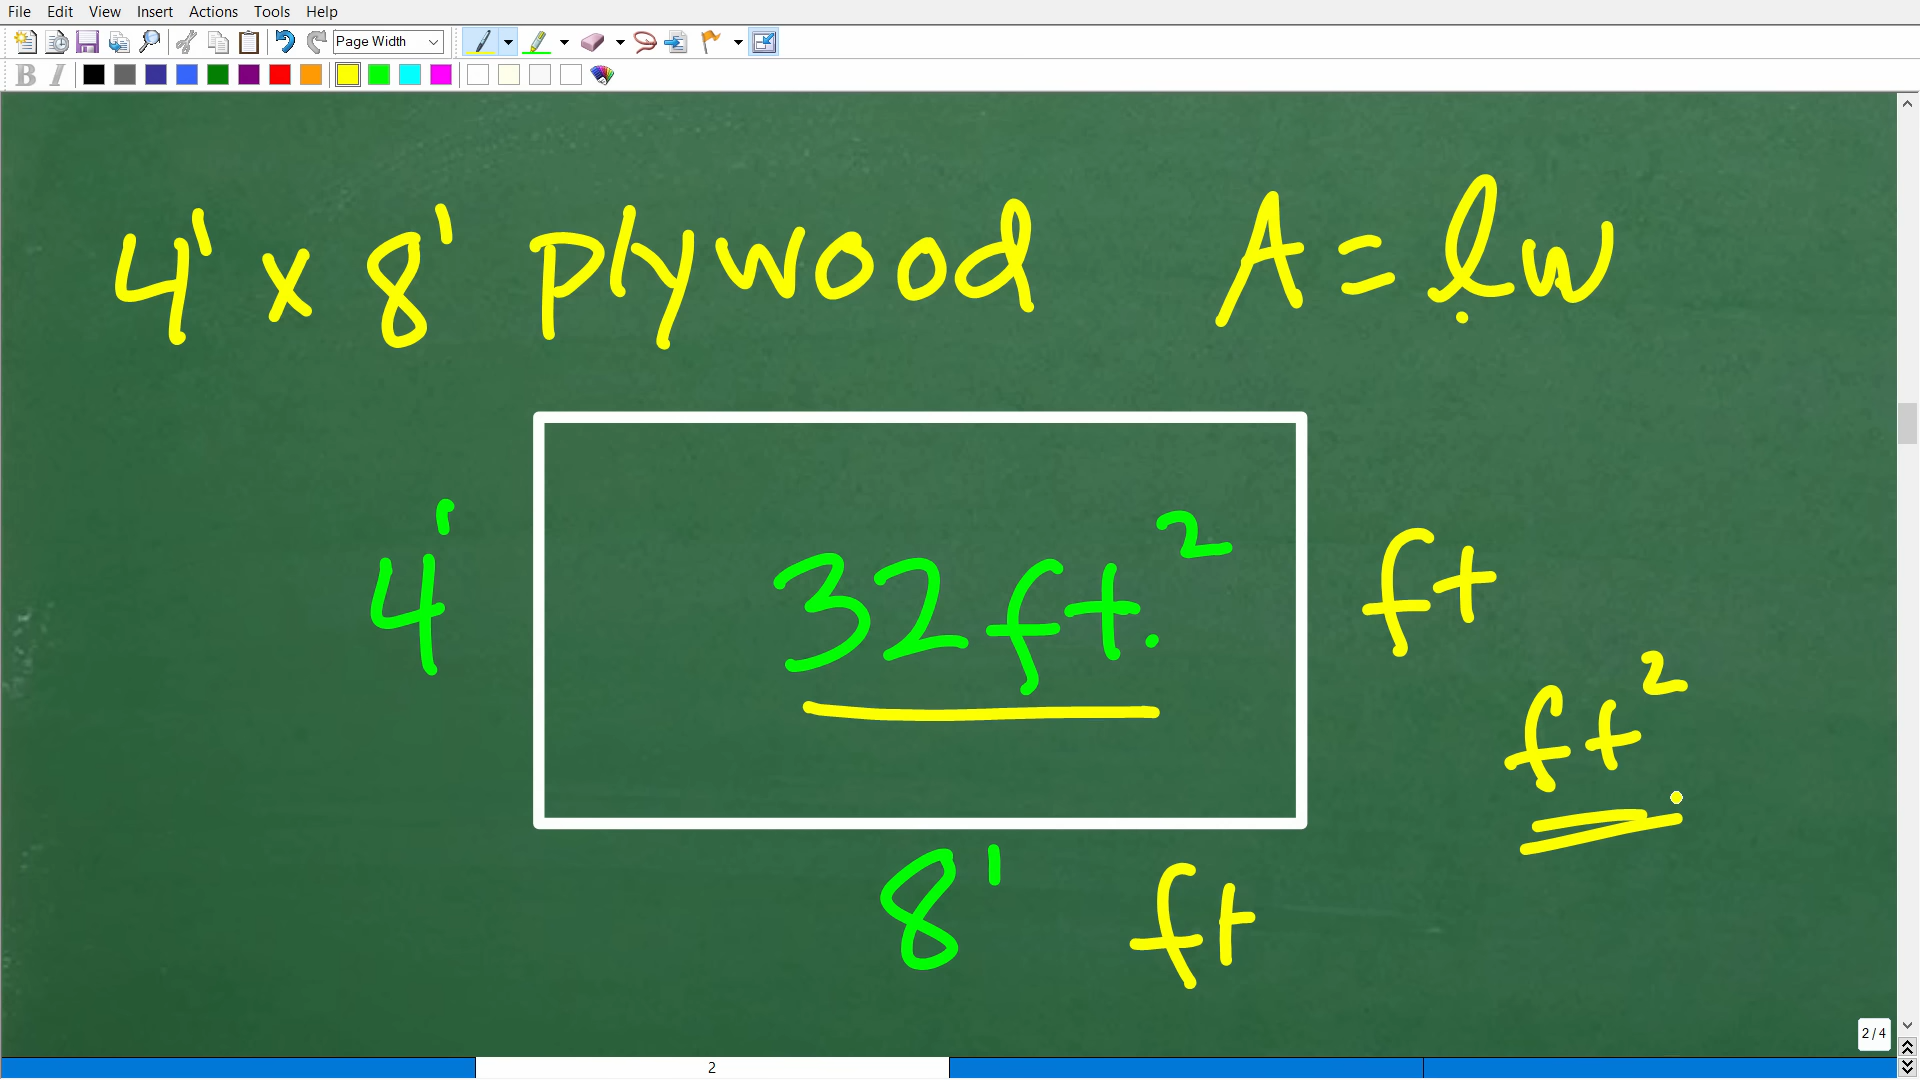 File Edit View Insert Actions Tools Help
Page Width
B I
4' x 8' plywood A = lw
4'
32 ft.²
ft
ft²
8' ft
2 / 4
2